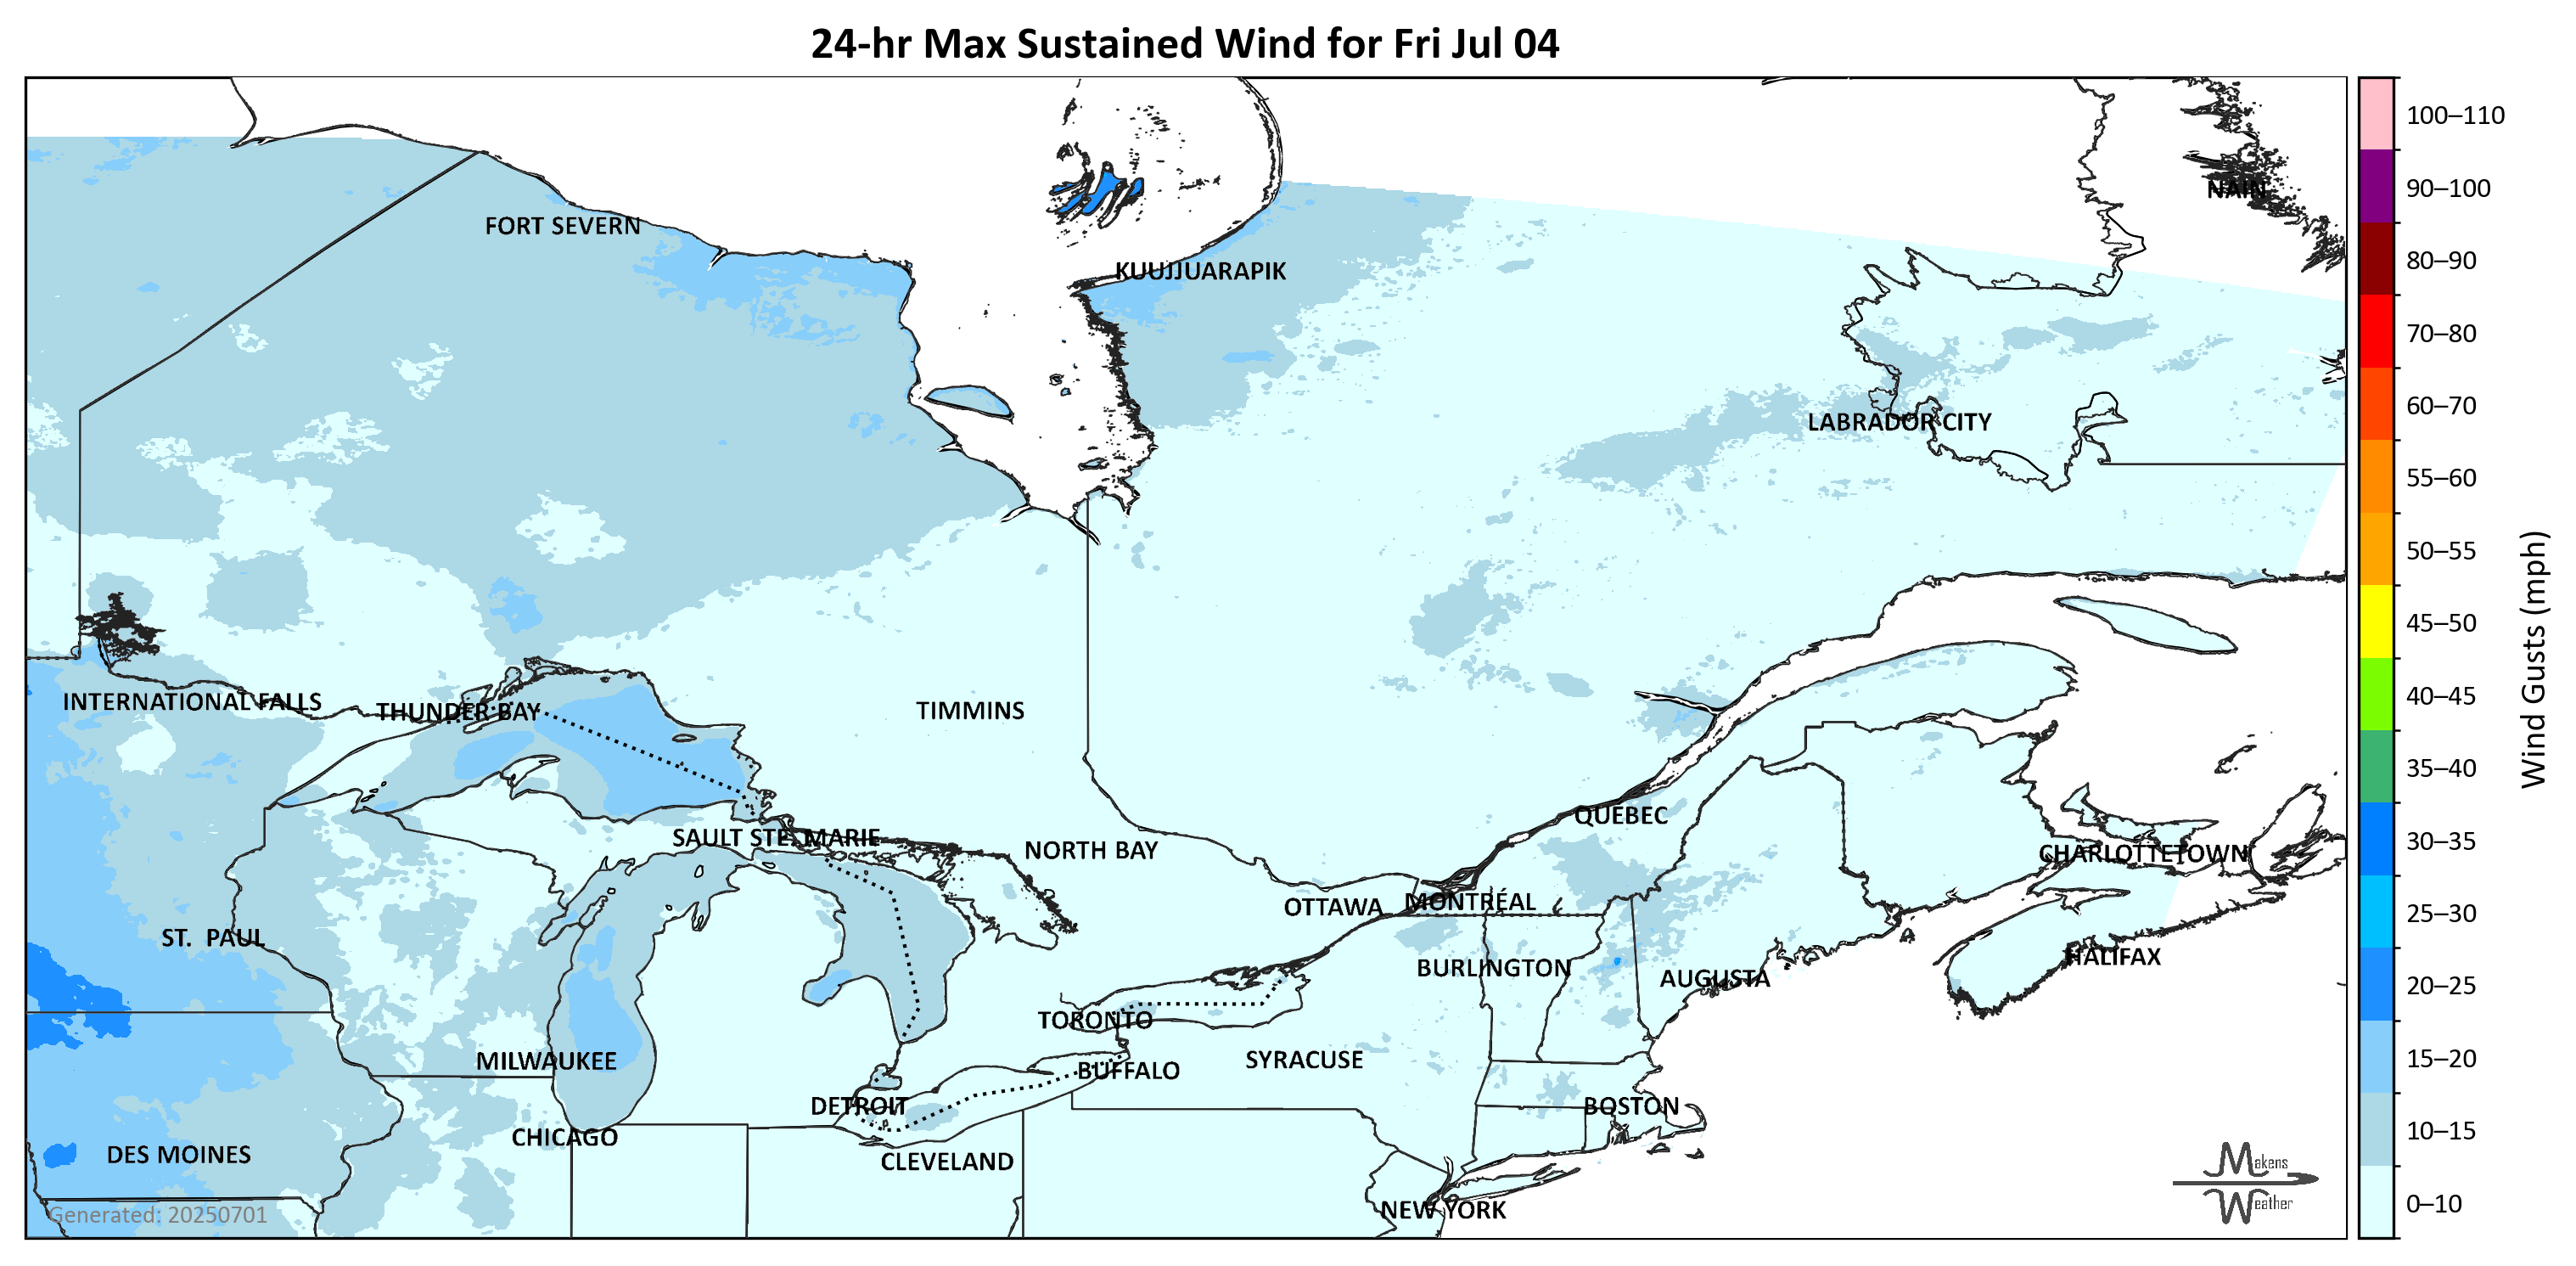 24-hr Max Sustained Wind for Fri Jul 04
100–110
90–100
80–90
70–80
60–70
55–60
50–55
45–50
40–45
35–40
30–35
25–30
20–25
15–20
10–15
0–10
Wind Gusts (mph)
NAIN
FORT SEVERN
KUUJJUARAPIK
LABRADOR CITY
INTERNATIONAL FALLS
THUNDER BAY
TIMMINS
SAULT STE. MARIE
NORTH BAY
QUEBEC
CHARLOTTETOWN
OTTAWA
MONTRÉAL
ST. PAUL
BURLINGTON
AUGUSTA
HALIFAX
TORONTO
MILWAUKEE
BUFFALO
SYRACUSE
DETROIT
BOSTON
CHICAGO
DES MOINES
CLEVELAND
NEW YORK
Generated: 20250701
Makens
Weather